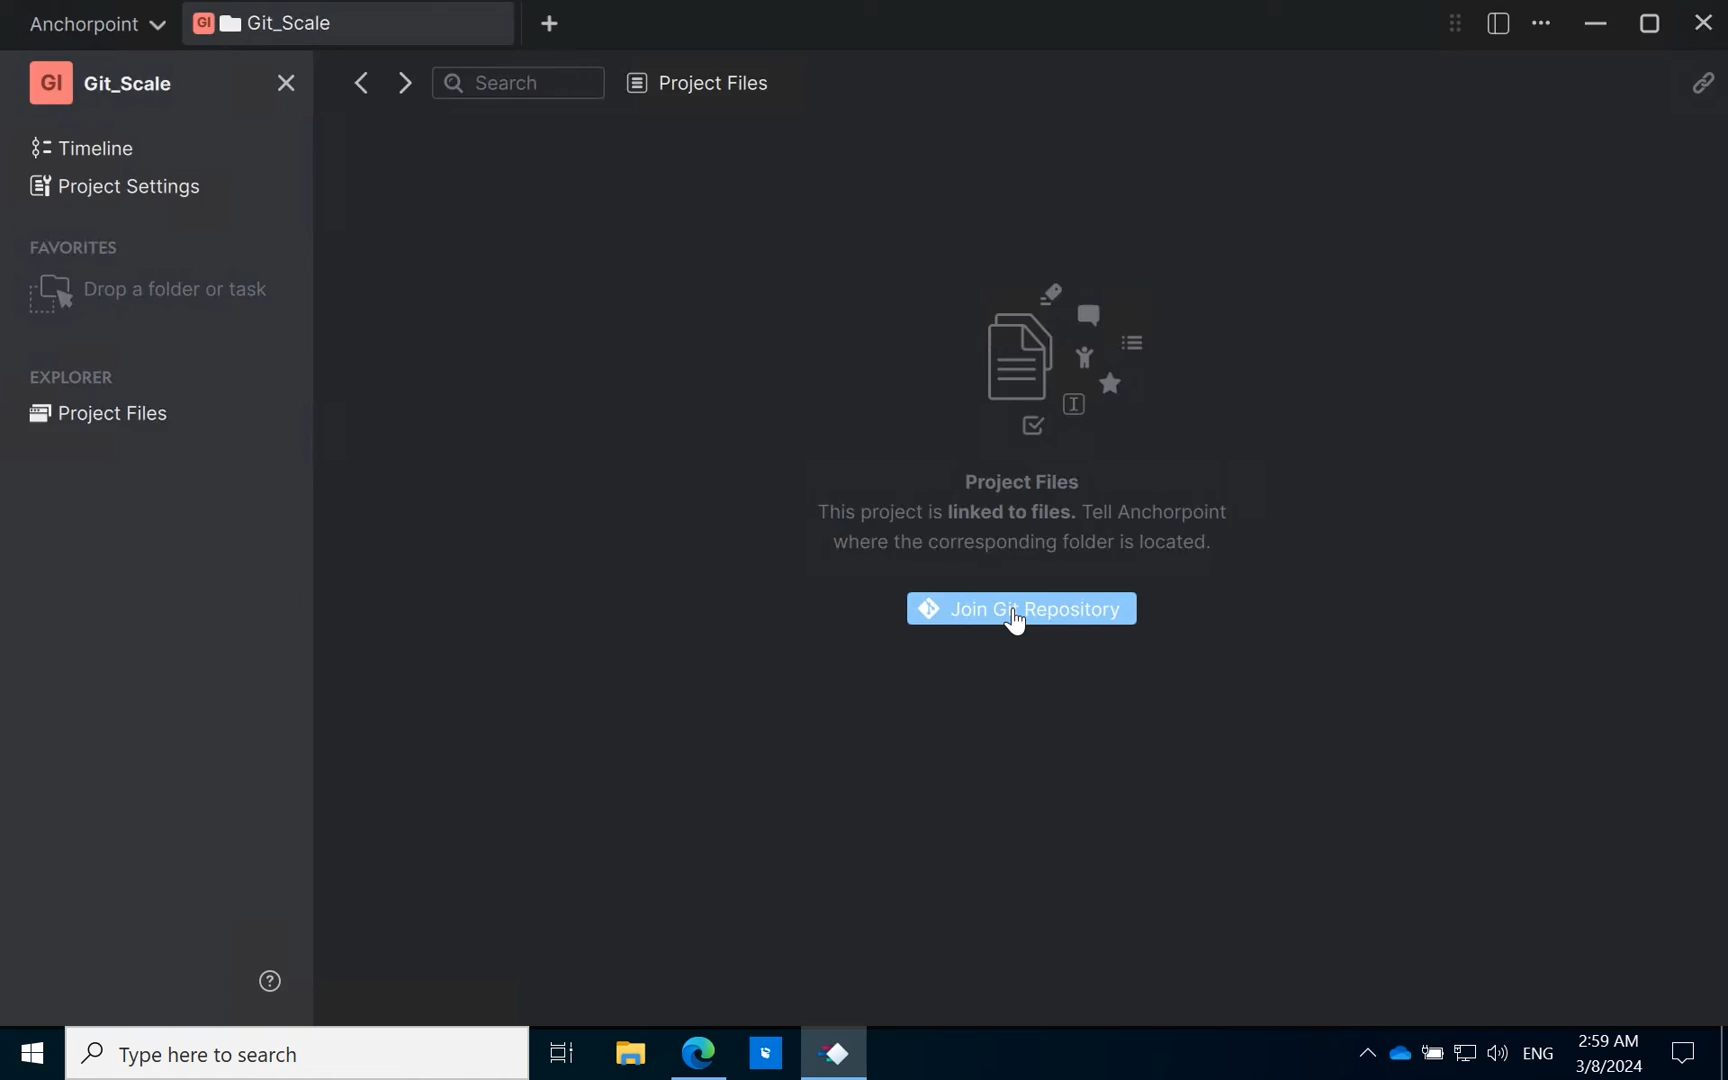 Anchorpoint
GI Git_Scale
GI Git_Scale
Search
Project Files
Timeline
Project Settings
FAVORITES
Drop a folder or task
EXPLORER
Project Files
Project Files
This project is linked to files. Tell Anchorpoint
where the corresponding folder is located.
Join Git Repository
Type here to search
ENG
2:59 AM
3/8/2024